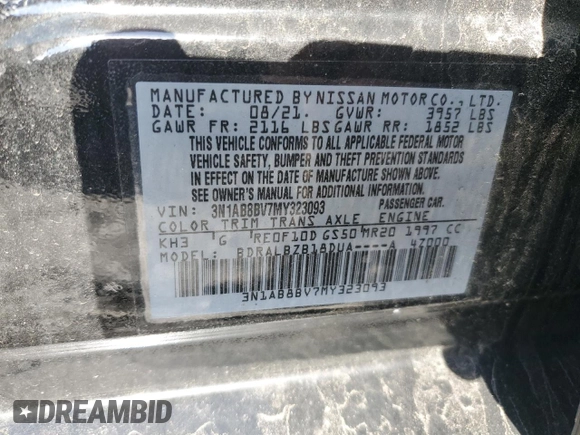 MANUFACTURED BY NISSAN MOTOR CO., LTD.
DATE: 08/21. GVWR: 3957 LBS
GAWR FR: 2116 LBS GAWR RR: 1852 LBS
THIS VEHICLE CONFORMS TO ALL APPLICABLE FEDERAL MOTOR
VEHICLE SAFETY, BUMPER AND THEFT PREVENTION STANDARDS
IN EFFECT ON THE DATE OF MANUFACTURE SHOWN ABOVE.
SEE OWNER'S MANUAL FOR ADDITIONAL INFORMATION.
VIN: 3N1AB8BV7MY323093 PASSENGER CAR.
COLOR TRIM TRANS AXLE ENGINE
KH3 G RE0F10D GS50 MR20 1997 CC
MODEL: BDRALBZB18DUA----A 47000
3N1AB8BV7MY323093
DREAMBID